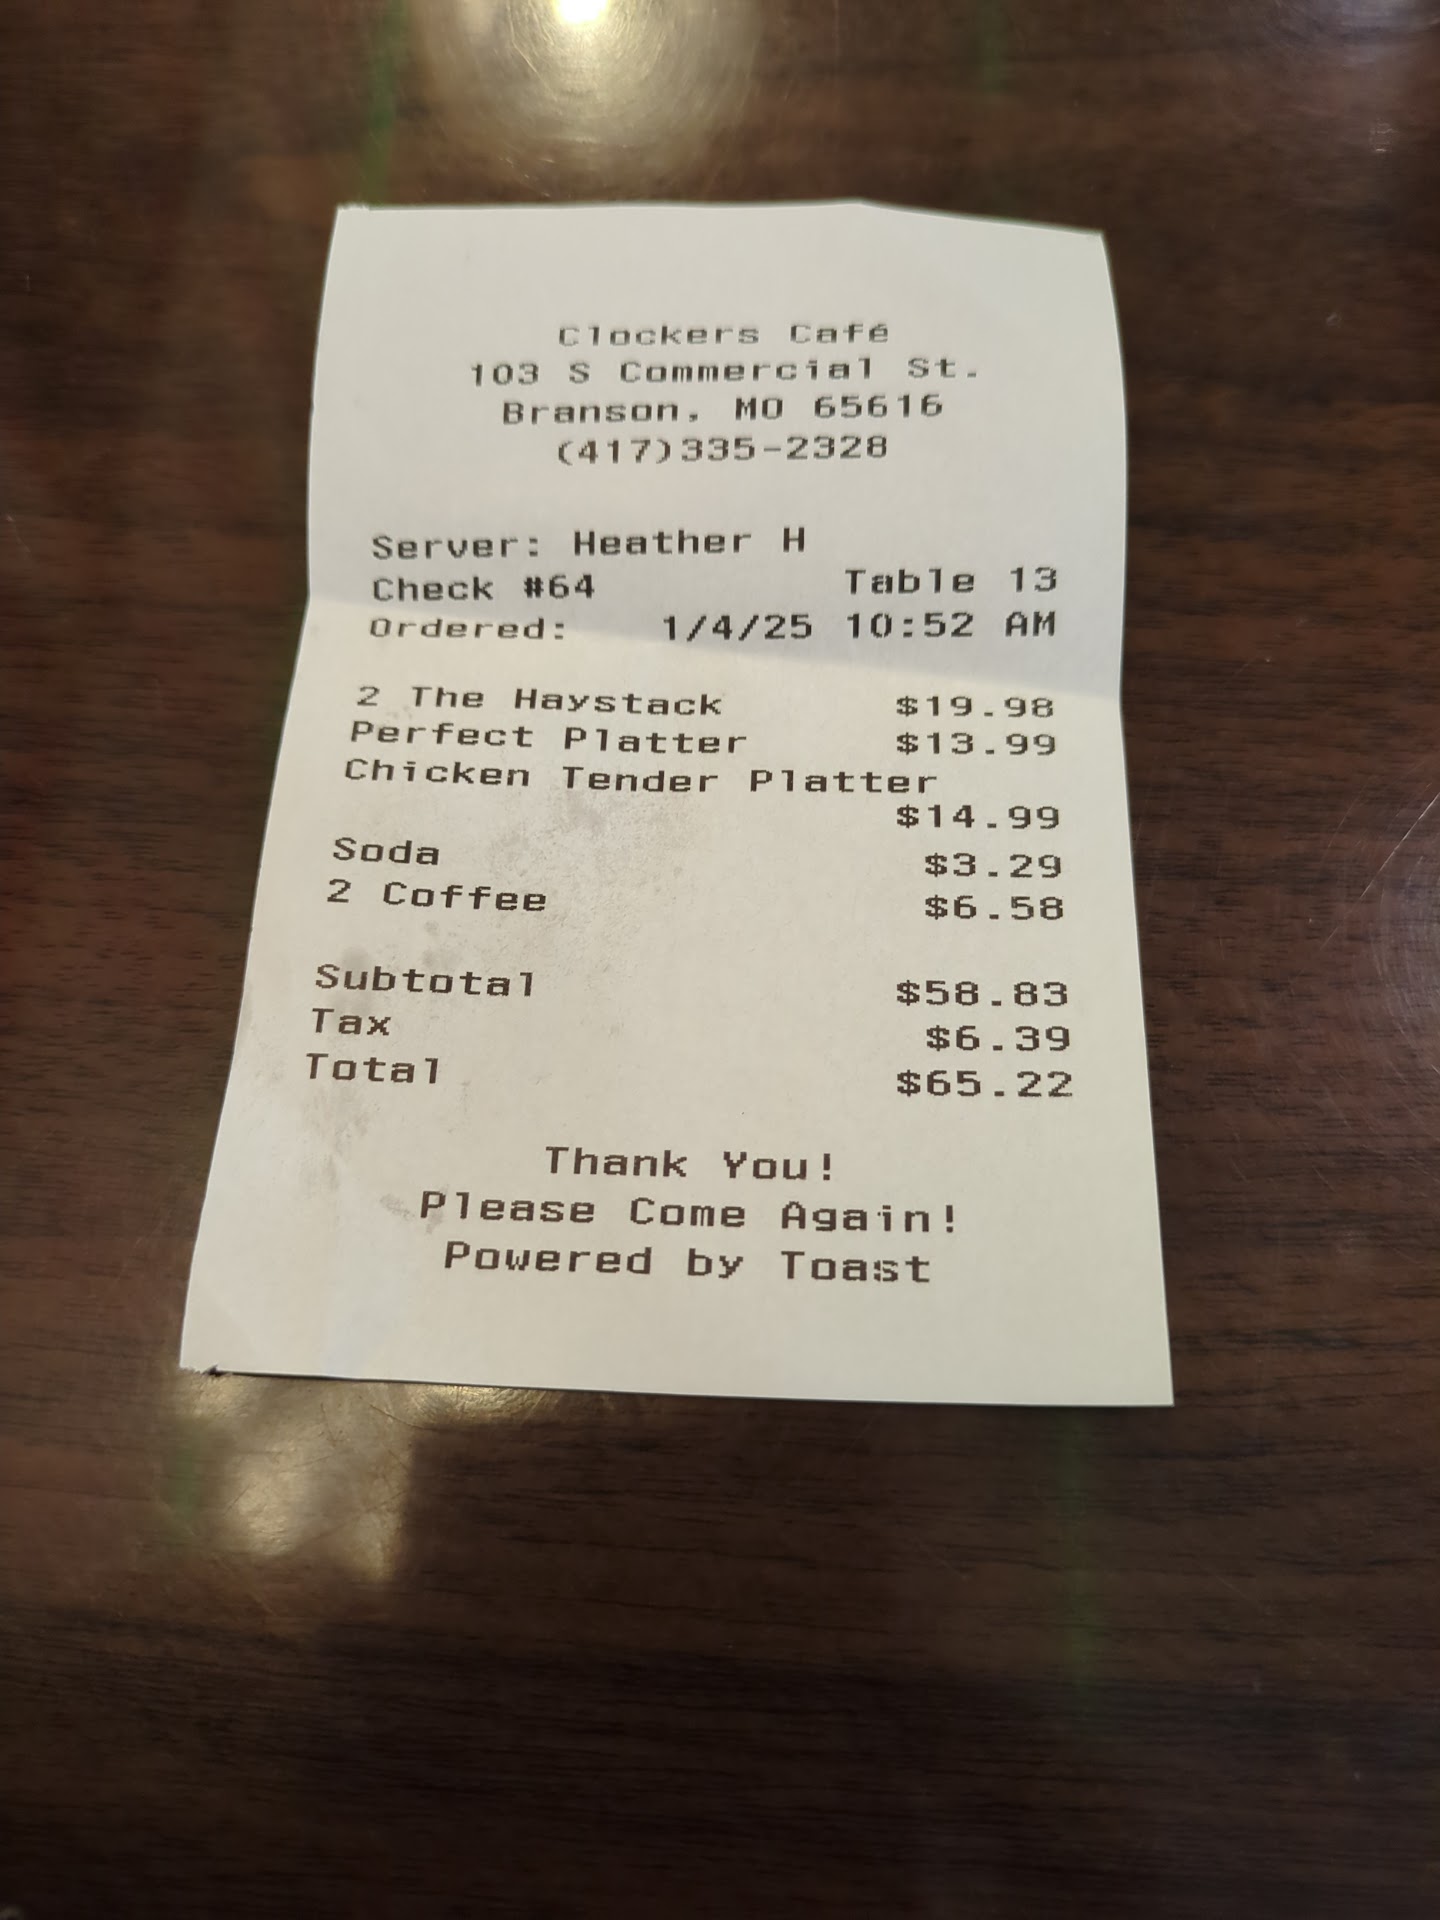 Clockers Café
103 S Commercial St.
Branson, MO 65616
(417)335-2328
Server: Heather H
Check #64 Table 13
Ordered: 1/4/25 10:52 AM
2 The Haystack $19.98
Perfect Platter $13.99
Chicken Tender Platter
$14.99
Soda $3.29
2 Coffee $6.58
Subtotal $58.83
Tax $6.39
Total $65.22
Thank You!
Please Come Again!
Powered by Toast